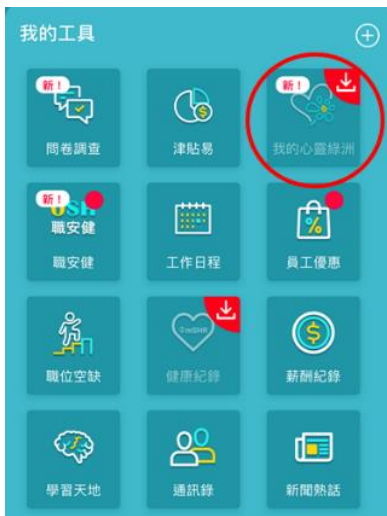 我的工具
新!
問卷調查
津貼易
新!
我的心靈綠洲
新!
OSH
職安健
職安健
工作日程
%
員工優惠
職位空缺
@mSHR
健康紀錄
$
薪酬紀錄
學習天地
通訊錄
新聞熱話